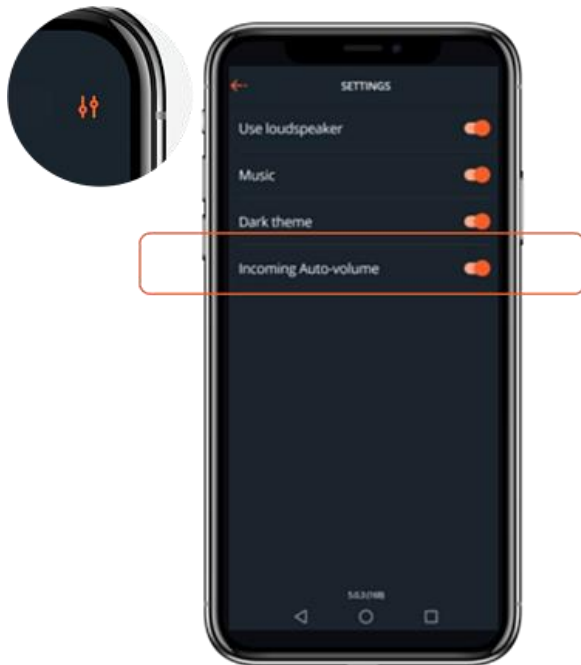 SETTINGS
Use loudspeaker
Music
Dark theme
Incoming Auto-volume